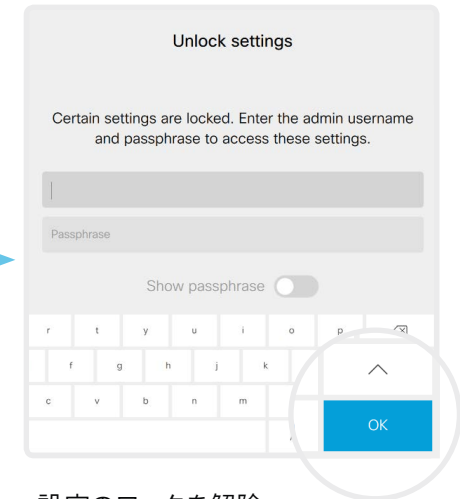 Unlock settings
Certain settings are locked. Enter the admin username
and passphrase to access these settings.
Passphrase
Show passphrase
r t y u i o p
f g h j k
c v b n m
OK